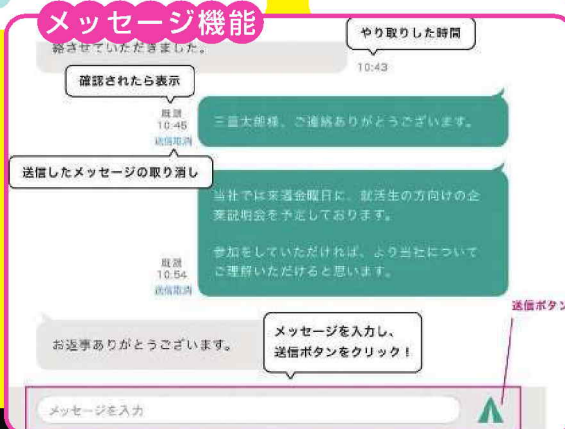 メッセージ機能
絡させていただきました。
やり取りした時間
10:43
確認されたら表示
既読
10:45
送信取消
三重太郎様、ご連絡ありがとうございます。
送信したメッセージの取り消し
当社では来週金曜日に、就活生の方向けの企
業説明会を予定しております。
参加をしていただければ、より当社について
ご理解いただけると思います。
既読
10:54
送信取消
送信ボタン
お返事ありがとうございます。
メッセージを入力し、
送信ボタンをクリック！
メッセージを入力